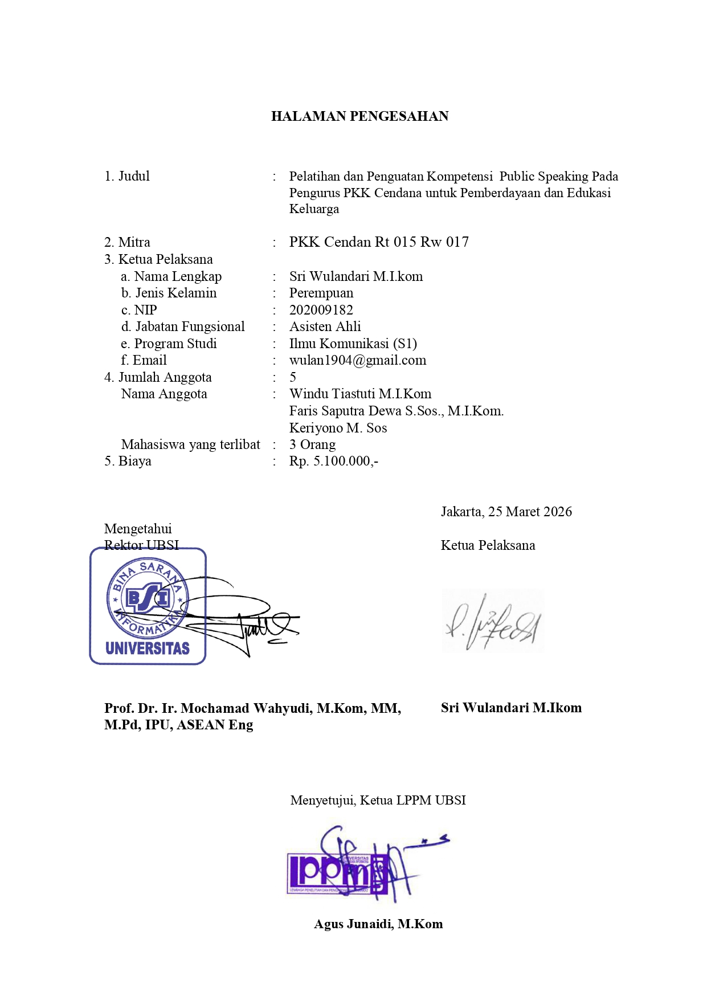 HALAMAN PENGESAHAN
1. Judul : Pelatihan dan Penguatan Kompetensi Public Speaking Pada
Pengurus PKK Cendana untuk Pemberdayaan dan Edukasi
Keluarga
2. Mitra : PKK Cendan Rt 015 Rw 017
3. Ketua Pelaksana
a. Nama Lengkap : Sri Wulandari M.I.kom
b. Jenis Kelamin : Perempuan
c. NIP : 202009182
d. Jabatan Fungsional : Asisten Ahli
e. Program Studi : Ilmu Komunikasi (S1)
f. Email : wulan1904@gmail.com
4. Jumlah Anggota : 5
Nama Anggota : Windu Tiastuti M.I.Kom
Faris Saputra Dewa S.Sos., M.I.Kom.
Keriyono M. Sos
Mahasiswa yang terlibat : 3 Orang
5. Biaya : Rp. 5.100.000,-
Jakarta, 25 Maret 2026
Mengetahui
Rektor UBSI
Ketua Pelaksana
BINA SARANA
BSI
INFORMATIKA
UNIVERSITAS
Prof. Dr. Ir. Mochamad Wahyudi, M.Kom, MM,
M.Pd, IPU, ASEAN Eng
Sri Wulandari M.Ikom
Menyetujui, Ketua LPPM UBSI
UNIVERSITAS
lppm
LEMBAGA PENELITIAN DAN
Agus Junaidi, M.Kom